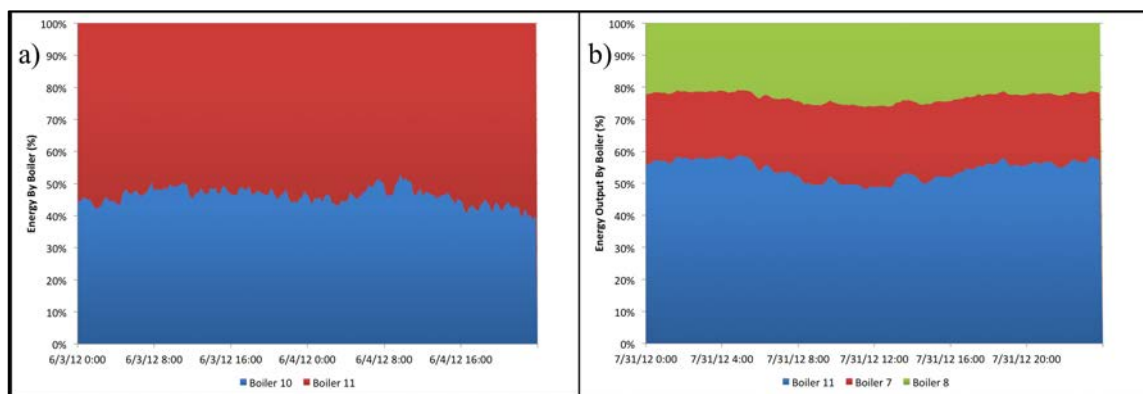 a)
Energy By Boiler (%)
100%
90%
80%
70%
60%
50%
40%
30%
20%
10%
0%
6/3/12 0:00 6/3/12 8:00 6/3/12 16:00 6/4/12 0:00 6/4/12 8:00 6/4/12 16:00
Boiler 10 Boiler 11
b)
Energy Output By Boiler (%)
100%
90%
80%
70%
60%
50%
40%
30%
20%
10%
0%
7/31/12 0:00 7/31/12 4:00 7/31/12 8:00 7/31/12 12:00 7/31/12 16:00 7/31/12 20:00
Boiler 11 Boiler 7 Boiler 8